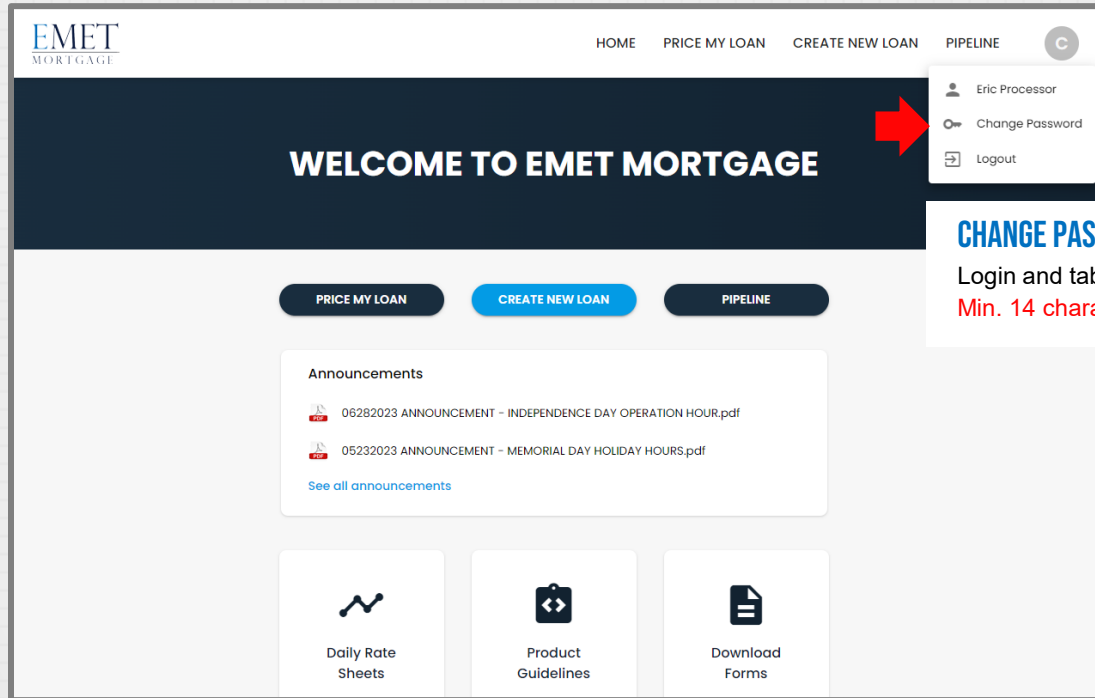 EMET
MORTGAGE
HOME PRICE MY LOAN CREATE NEW LOAN PIPELINE C
Eric Processor
Change Password
Logout
WELCOME TO EMET MORTGAGE
CHANGE PAS
Login and tab
Min. 14 chara
PRICE MY LOAN CREATE NEW LOAN PIPELINE
Announcements
PDF 06282023 ANNOUNCEMENT - INDEPENDENCE DAY OPERATION HOUR.pdf
PDF 05232023 ANNOUNCEMENT - MEMORIAL DAY HOLIDAY HOURS.pdf
See all announcements
Daily Rate Sheets
Product Guidelines
Download Forms